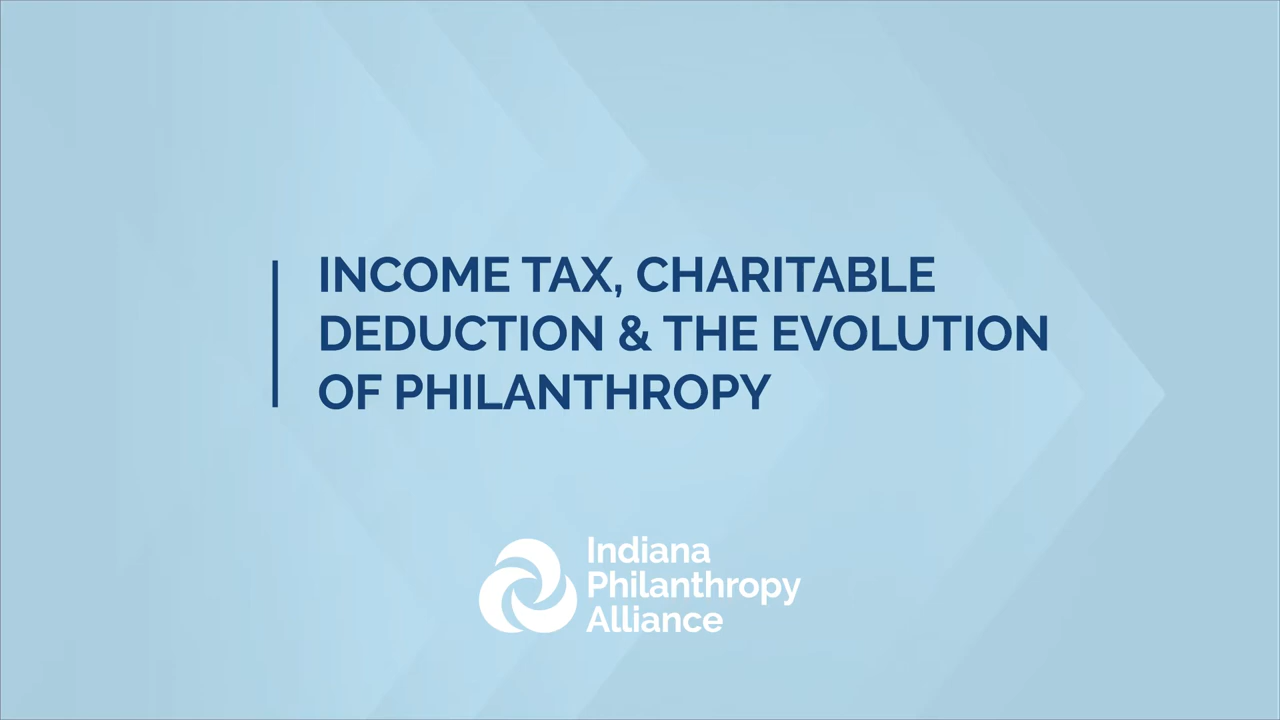 INCOME TAX, CHARITABLE
DEDUCTION & THE EVOLUTION
OF PHILANTHROPY
Indiana
Philanthropy
Alliance